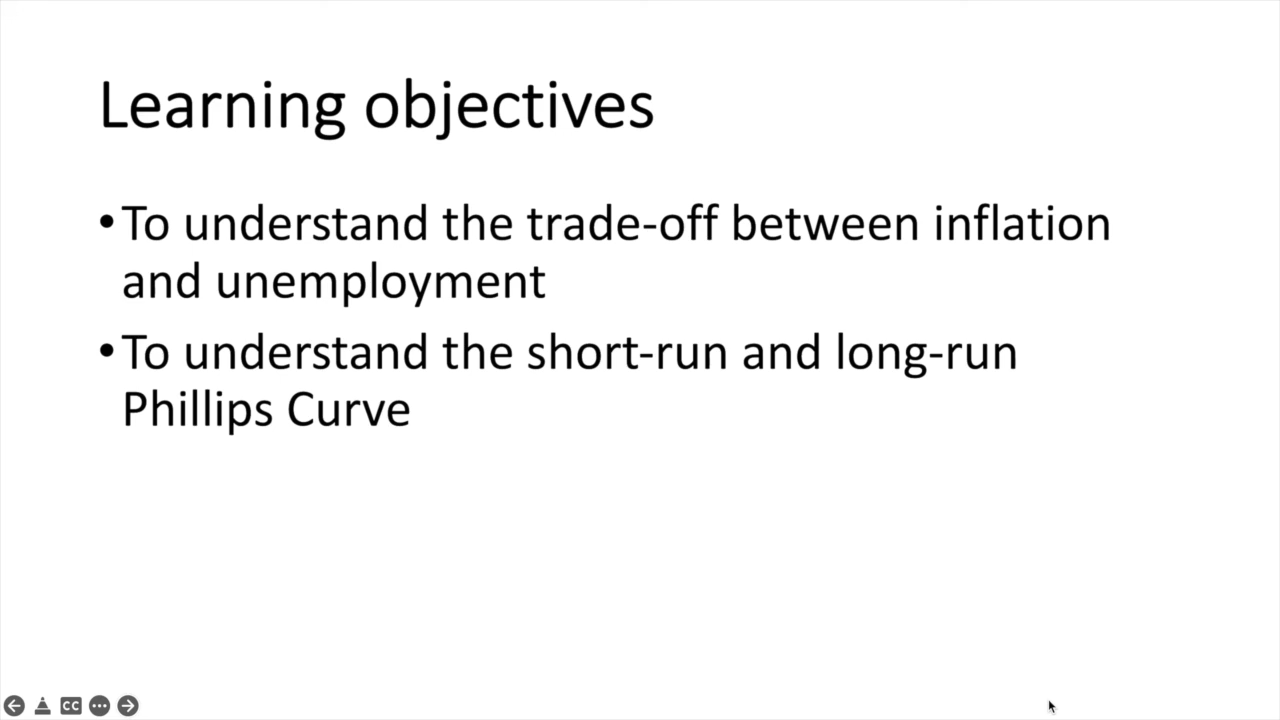 Learning objectives
•To understand the trade-off between inflation
and unemployment
•To understand the short-run and long-run
Phillips Curve
CC